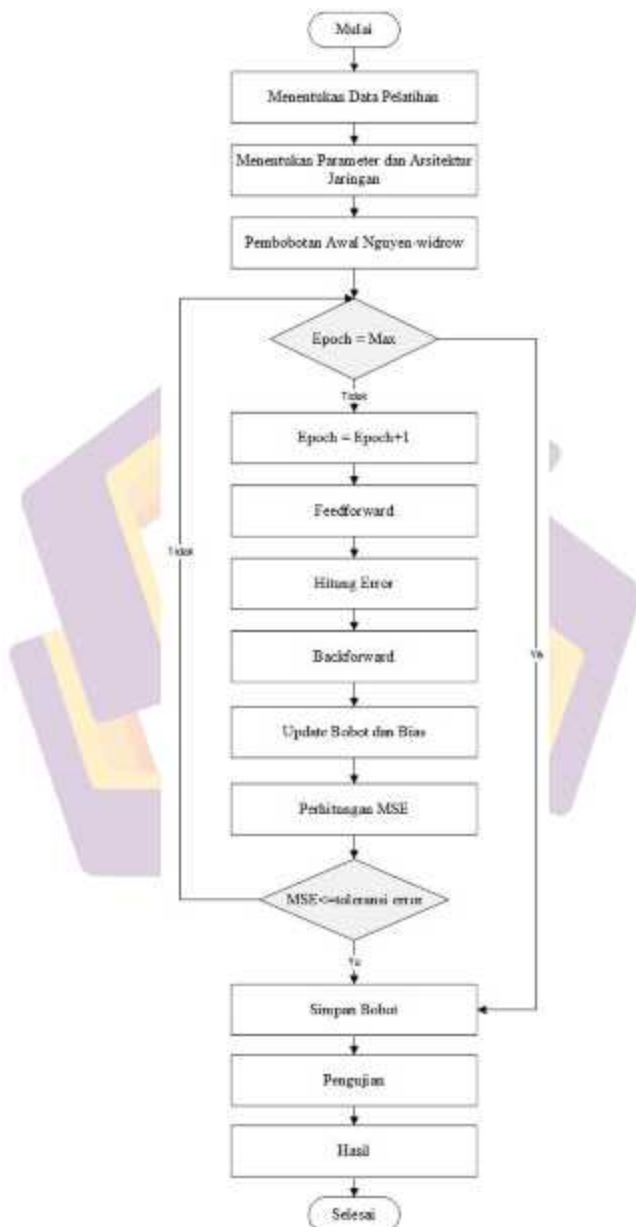 Mulai
Menentukan Data Pelatihan
Menentukan Parameter dan Arsitektur
Jaringan
Pembobotan Awal Nguyen-widrow
Epoch = Max
Tidak
Epoch = Epoch+1
Feedforward
Tidak
Hitung Error
Backforward
Ya
Update Bobot dan Bias
Perhitungan MSE
MSE<=toleransi error
Ya
Simpan Bobot
Pengujian
Hasil
Selesai